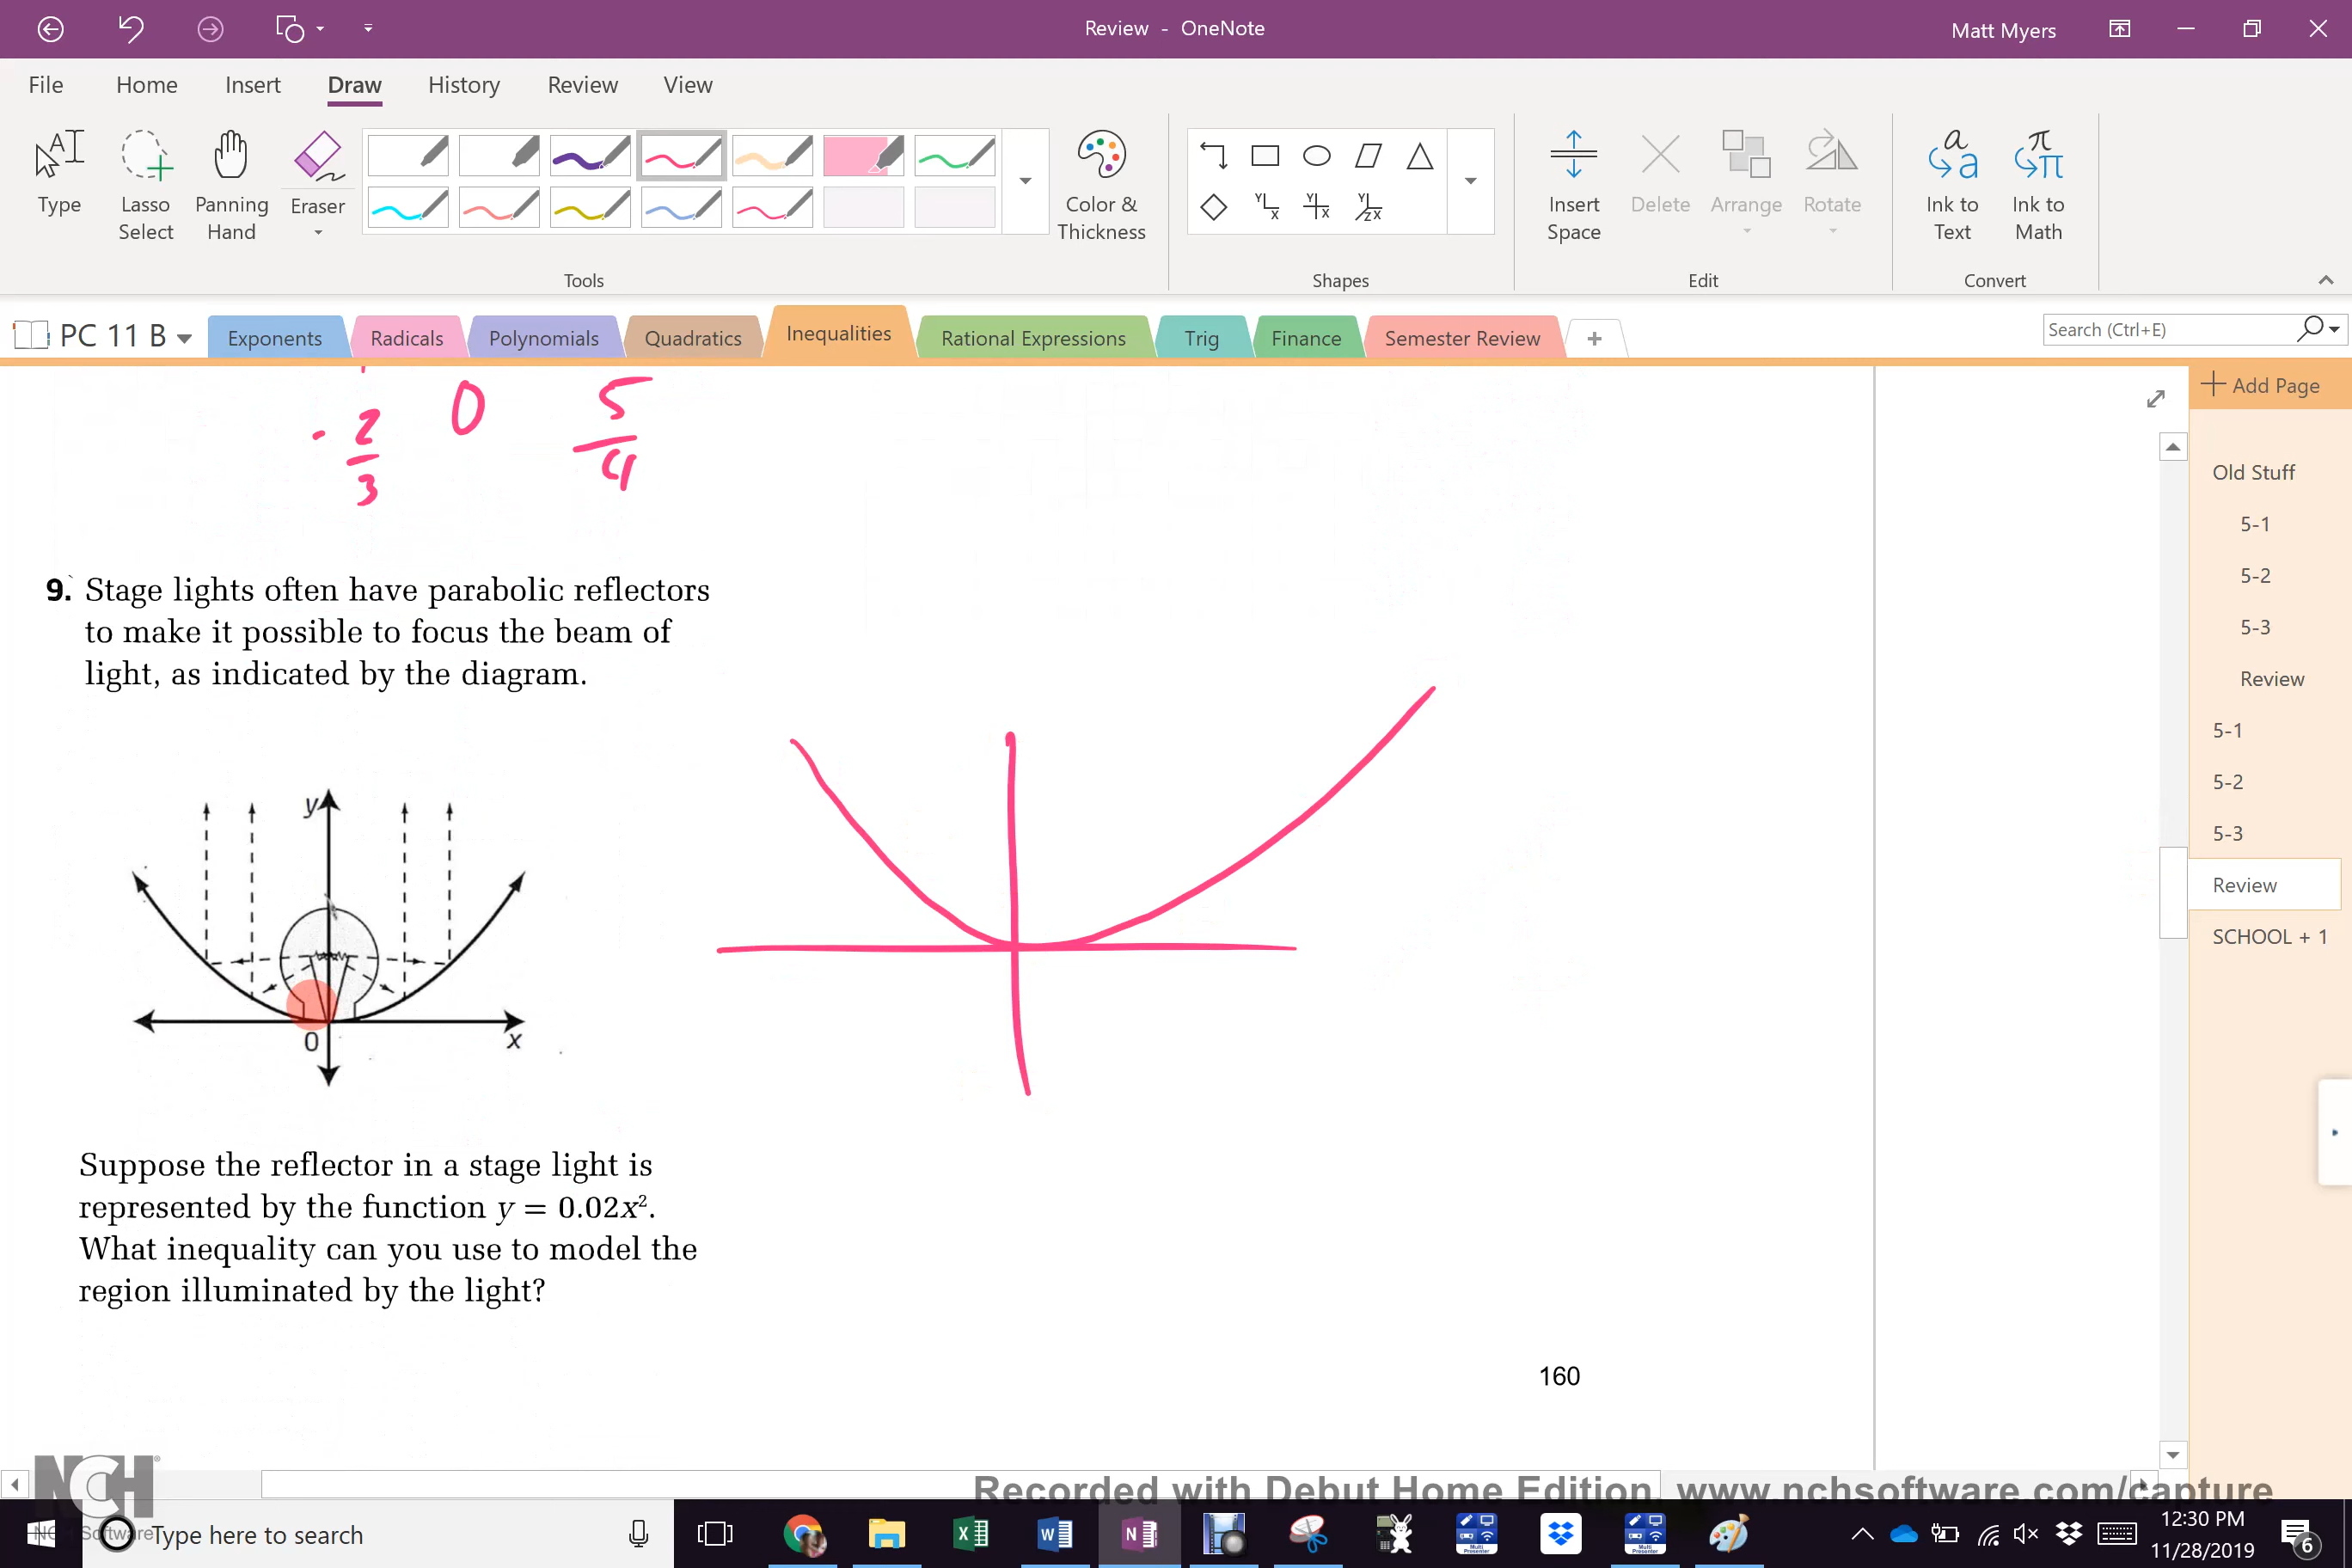 Review - OneNote
Matt Myers
File Home Insert Draw History Review View
Type
Lasso Select
Panning Hand
Eraser
Color & Thickness
Insert Space
Delete
Arrange
Rotate
Ink to Text
Ink to Math
Tools
Shapes
Edit
Convert
PC 11 B
Exponents Radicals Polynomials Quadratics Inequalities Rational Expressions Trig Finance Semester Review +
Search (Ctrl+E)
Add Page
Old Stuff
5-1
5-2
5-3
Review
5-1
5-2
5-3
Review
SCHOOL + 1
-2/3 0 5/4
9. Stage lights often have parabolic reflectors
to make it possible to focus the beam of
light, as indicated by the diagram.
y
0
x
Suppose the reflector in a stage light is
represented by the function y = 0.02x².
What inequality can you use to model the
region illuminated by the light?
160
NCH®
NCH Software
Recorded with Debut Home Edition. www.nchsoftware.com/capture
Type here to search
12:30 PM
11/28/2019
6